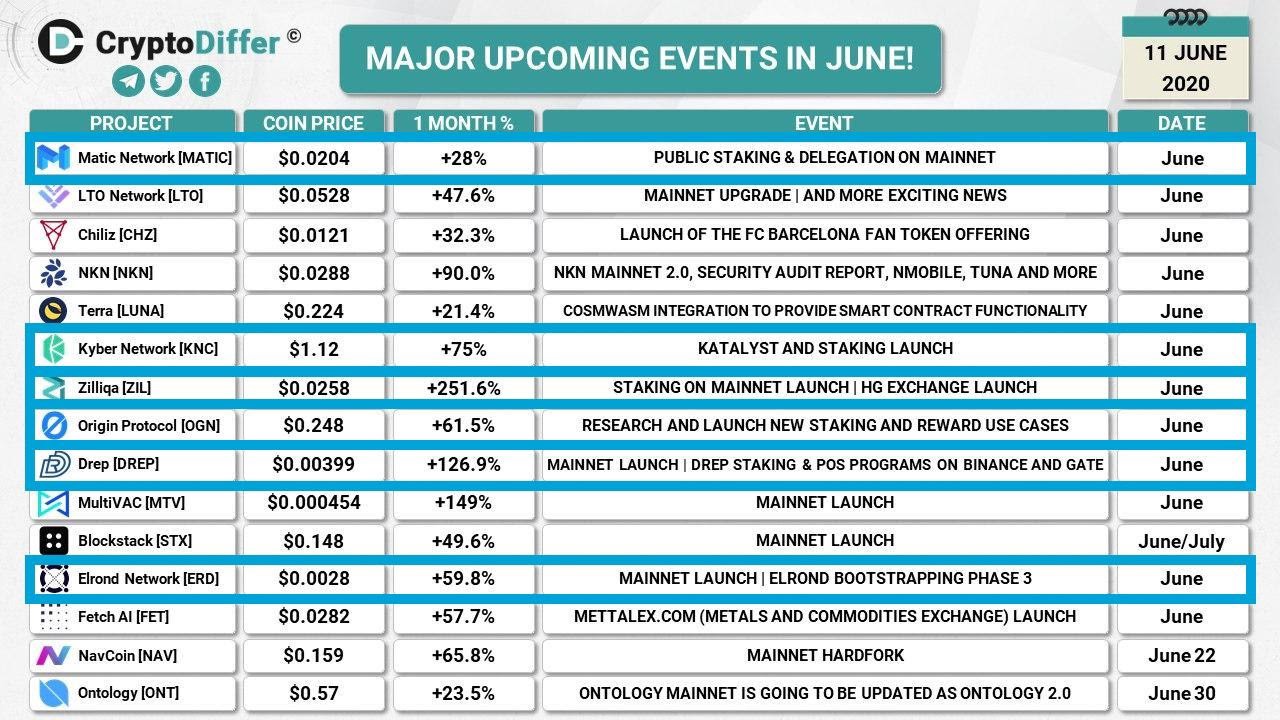 CryptoDiffer ©
MAJOR UPCOMING EVENTS IN JUNE!
11 JUNE
2020
PROJECT COIN PRICE 1 MONTH % EVENT DATE
Matic Network [MATIC] $0.0204 +28% PUBLIC STAKING & DELEGATION ON MAINNET June
LTO Network [LTO] $0.0528 +47.6% MAINNET UPGRADE | AND MORE EXCITING NEWS June
Chiliz [CHZ] $0.0121 +32.3% LAUNCH OF THE FC BARCELONA FAN TOKEN OFFERING June
NKN [NKN] $0.0288 +90.0% NKN MAINNET 2.0, SECURITY AUDIT REPORT, NMOBILE, TUNA AND MORE June
Terra [LUNA] $0.224 +21.4% COSMWASM INTEGRATION TO PROVIDE SMART CONTRACT FUNCTIONALITY June
Kyber Network [KNC] $1.12 +75% KATALYST AND STAKING LAUNCH June
Zilliqa [ZIL] $0.0258 +251.6% STAKING ON MAINNET LAUNCH | HG EXCHANGE LAUNCH June
Origin Protocol [OGN] $0.248 +61.5% RESEARCH AND LAUNCH NEW STAKING AND REWARD USE CASES June
Drep [DREP] $0.00399 +126.9% MAINNET LAUNCH | DREP STAKING & POS PROGRAMS ON BINANCE AND GATE June
MultiVAC [MTV] $0.000454 +149% MAINNET LAUNCH June
Blockstack [STX] $0.148 +49.6% MAINNET LAUNCH June/July
Elrond Network [ERD] $0.0028 +59.8% MAINNET LAUNCH | ELROND BOOTSTRAPPING PHASE 3 June
Fetch AI [FET] $0.0282 +57.7% METTALEX.COM (METALS AND COMMODITIES EXCHANGE) LAUNCH June
NavCoin [NAV] $0.159 +65.8% MAINNET HARDFORK June 22
Ontology [ONT] $0.57 +23.5% ONTOLOGY MAINNET IS GOING TO BE UPDATED AS ONTOLOGY 2.0 June 30